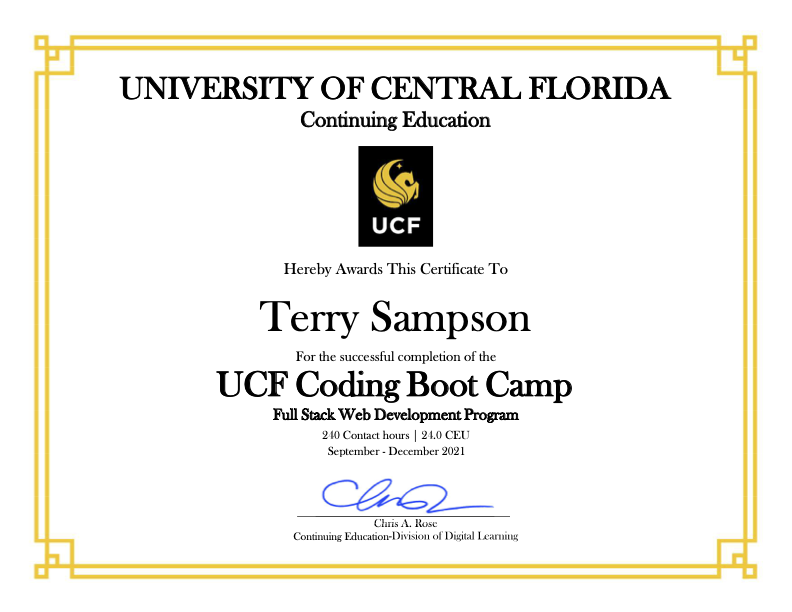 UNIVERSITY OF CENTRAL FLORIDA
Continuing Education
UCF
Hereby Awards This Certificate To
Terry Sampson
For the successful completion of the
UCF Coding Boot Camp
Full Stack Web Development Program
240 Contact hours | 24.0 CEU
September - December 2021
Chris A. Rose
Continuing Education-Division of Digital Learning